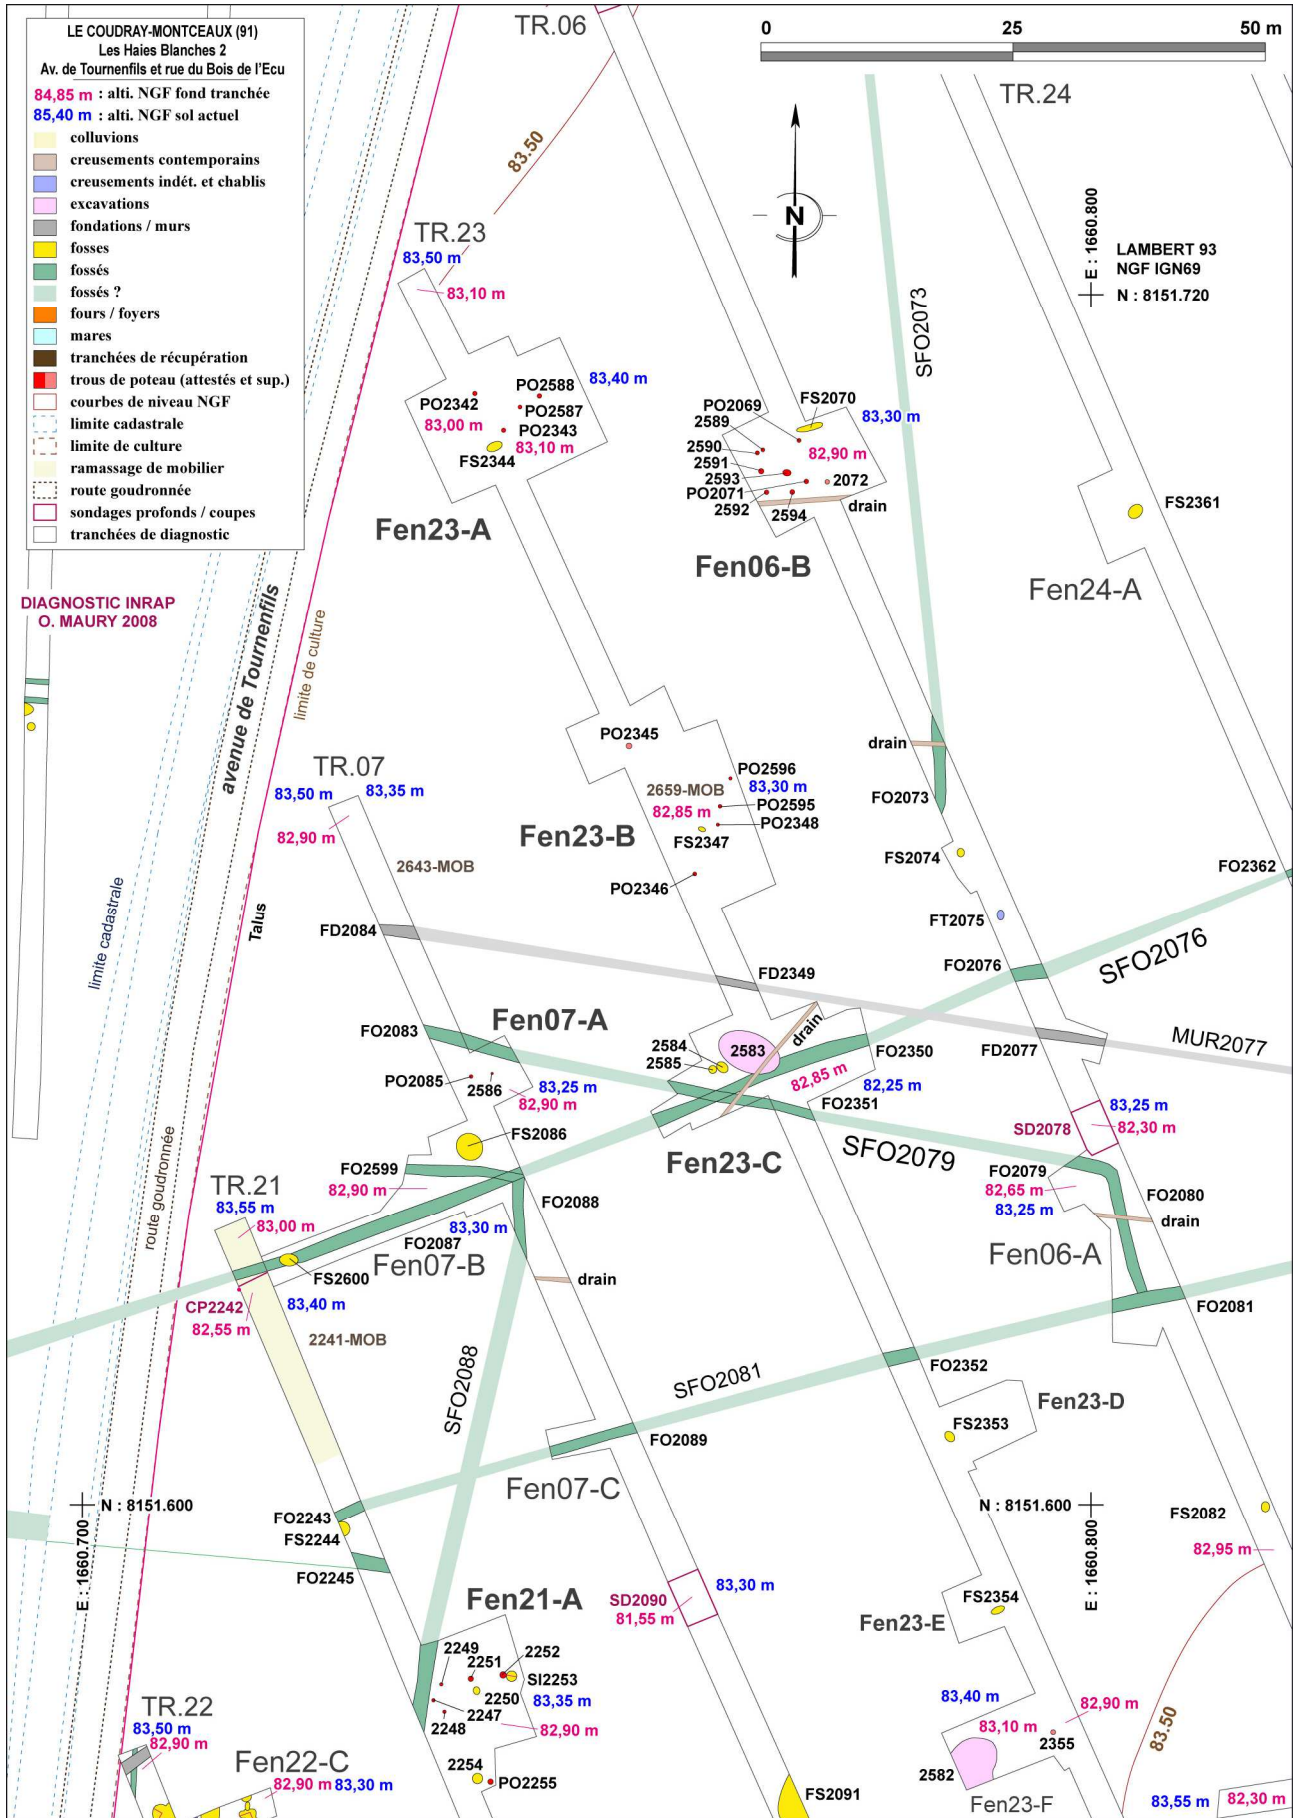 LE COUDRAY-MONTCEAUX (91)
Les Haies Blanches 2
Av. de Tournenfils et rue du Bois de l'Ecu
84,85 m : alti. NGF fond tranchée
85,40 m : alti. NGF sol actuel
colluvions
creusements contemporains
creusements indét. et chablis
excavations
fondations / murs
fosses
fossés
fossés ?
fours / foyers
mares
tranchées de récupération
trous de poteau (attestés et sup.)
courbes de niveau NGF
limite cadastrale
limite de culture
ramassage de mobilier
route goudronnée
sondages profonds / coupes
tranchées de diagnostic
TR.06
0 25 50 m
TR.24
83.50
N
E : 1660.800
LAMBERT 93
NGF IGN69
N : 8151.720
TR.23
83,50 m
83,10 m
SFO2073
83,40 m
PO2588
PO2342
PO2587
83,00 m
PO2343
83,10 m
FS2344
Fen23-A
PO2069
FS2070
83,30 m
2589
2590
82,90 m
2591
2593
2072
PO2071
2592
2594
drain
Fen06-B
FS2361
Fen24-A
DIAGNOSTIC INRAP
O. MAURY 2008
avenue de Tournenfils
limite de culture
PO2345
drain
TR.07
83,50 m
83,35 m
82,90 m
PO2596
2659-MOB
83,30 m
82,85 m
PO2595
PO2348
FS2347
Fen23-B
PO2346
FO2073
FS2074
FO2362
2643-MOB
limite cadastrale
Talus
FT2075
FD2084
FD2349
FO2076
SFO2076
FO2083
Fen07-A
drain
2584
2585
2583
FO2350
FD2077
MUR2077
PO2085
2586
83,25 m
82,90 m
82,85 m
82,25 m
FO2351
83,25 m
SD2078
82,30 m
FS2086
Fen23-C
SFO2079
route goudronnée
FO2599
82,90 m
FO2079
82,65 m
83,25 m
FO2080
drain
TR.21
83,55 m
83,00 m
FO2088
83,30 m
FO2087
Fen07-B
Fen06-A
FS2600
drain
CP2242
83,40 m
82,55 m
2241-MOB
FO2081
SFO2088
SFO2081
FO2352
Fen23-D
FS2353
FO2089
Fen07-C
N : 8151.600
E : 1660.700
FO2243
FS2244
FO2245
N : 8151.600
E : 1660.800
FS2082
82,95 m
Fen21-A
SD2090
83,30 m
81,55 m
FS2354
Fen23-E
2249
2251
2252
SI2253
2250
83,35 m
2247
2248
82,90 m
83,40 m
82,90 m
83,10 m
2355
83.50
TR.22
83,50 m
82,90 m
Fen22-C
82,90 m 83,30 m
2254
PO2255
2582
FS2091
Fen23-F
83,55 m
82,30 m